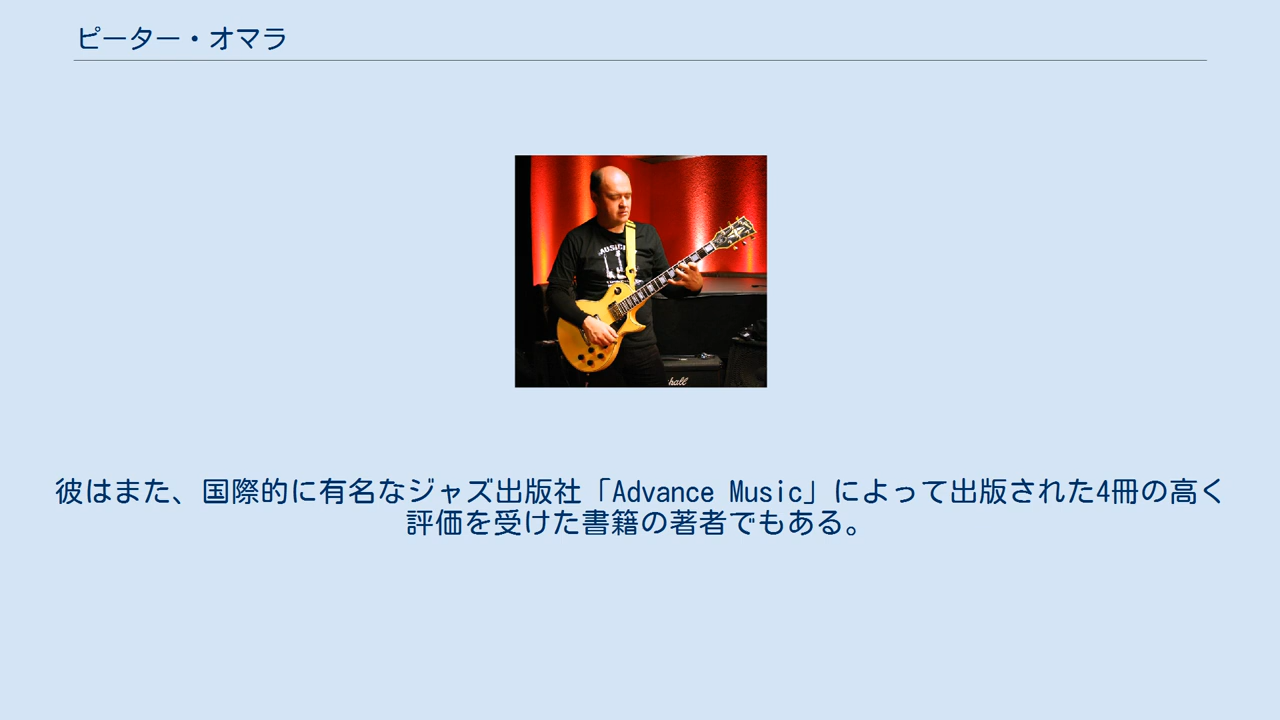 ピーター・オマラ
MUSIC
hall
彼はまた、国際的に有名なジャズ出版社「Advance Music」によって出版された4冊の高く
評価を受けた書籍の著者でもある。